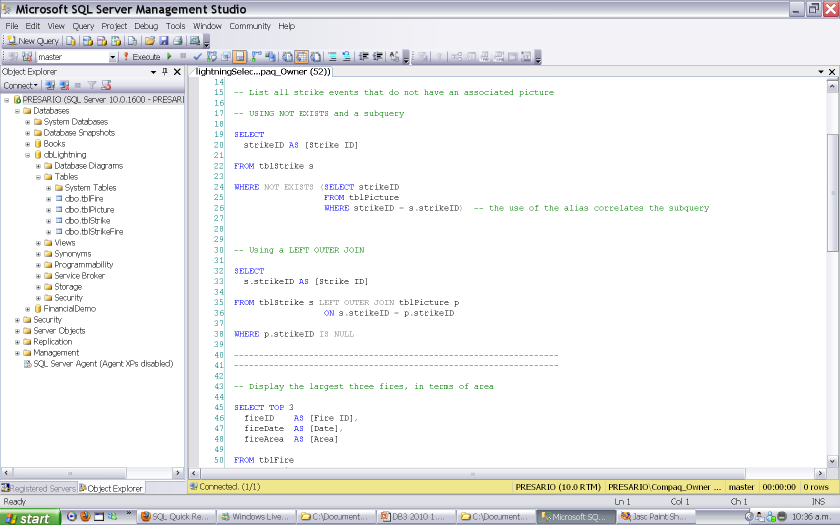 Microsoft SQL Server Management Studio
File Edit View Query Project Debug Tools Window Community Help
New Query
master Execute
Object Explorer
lightningSelec...paq_Owner (52))
Connect
PRESARIO (SQL Server 10.0.1600 - PRESARI
Databases
System Databases
Database Snapshots
Books
dbLightning
Database Diagrams
Tables
System Tables
dbo.tblFire
dbo.tblPicture
dbo.tblStrike
dbo.tblStrikeFire
Views
Synonyms
Programmability
Service Broker
Storage
Security
FinancialDemo
Security
Server Objects
Replication
Management
SQL Server Agent (Agent XPs disabled)
14
15 -- List all strike events that do not have an associated picture
16
17 -- USING NOT EXISTS and a subquery
18
19 SELECT
20 strikeID AS [Strike ID]
21
22 FROM tblStrike s
23
24 WHERE NOT EXISTS (SELECT strikeID
25 FROM tblPicture
26 WHERE strikeID = s.strikeID) -- the use of the alias correlates the subquery
27
28
29
30 -- Using a LEFT OUTER JOIN
31
32 SELECT
33 s.strikeID AS [Strike ID]
34
35 FROM tblStrike s LEFT OUTER JOIN tblPicture p
36 ON s.strikeID = p.strikeID
37
38 WHERE p.strikeID IS NULL
39
40 --------------------------------------------------------------
41 --------------------------------------------------------------
42
43 -- Display the largest three fires, in terms of area
44
45 SELECT TOP 3
46 fireID AS [Fire ID],
47 fireDate AS [Date],
48 fireArea AS [Area]
49
50 FROM tblFire
Registered Servers Object Explorer
Connected. (1/1) PRESARIO (10.0 RTM) PRESARIO\Compaq_Owner ... master 00:00:00 0 rows
Ready Ln 1 Col 1 Ch 1 INS
start SQL Quick Re... Windows Live... C:\Document... DB3 2010 1... C:\Document... Microsoft SQ... Jasc Paint Sh... 10:36 a.m.